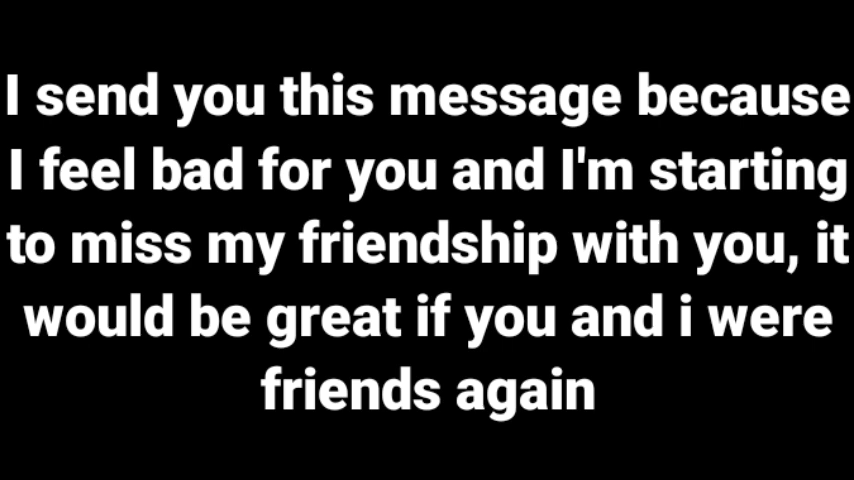 I send you this message because
I feel bad for you and I'm starting
to miss my friendship with you, it
would be great if you and i were
friends again